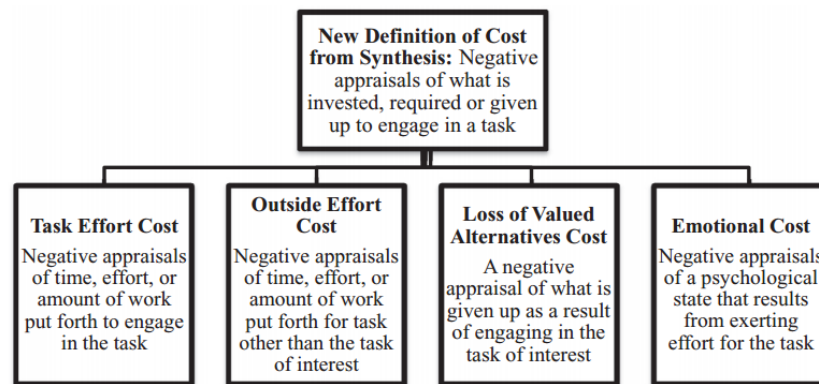 New Definition of Cost
from Synthesis: Negative
appraisals of what is
invested, required or given
up to engage in a task
Task Effort Cost
Negative appraisals
of time, effort, or
amount of work
put forth to engage
in the task
Outside Effort
Cost
Negative appraisals
of time, effort, or
amount of work
put forth for task
other than the task
of interest
Loss of Valued
Alternatives Cost
A negative
appraisal of what is
given up as a result
of engaging in the
task of interest
Emotional Cost
Negative appraisals
of a psychological
state that results
from exerting
effort for the task